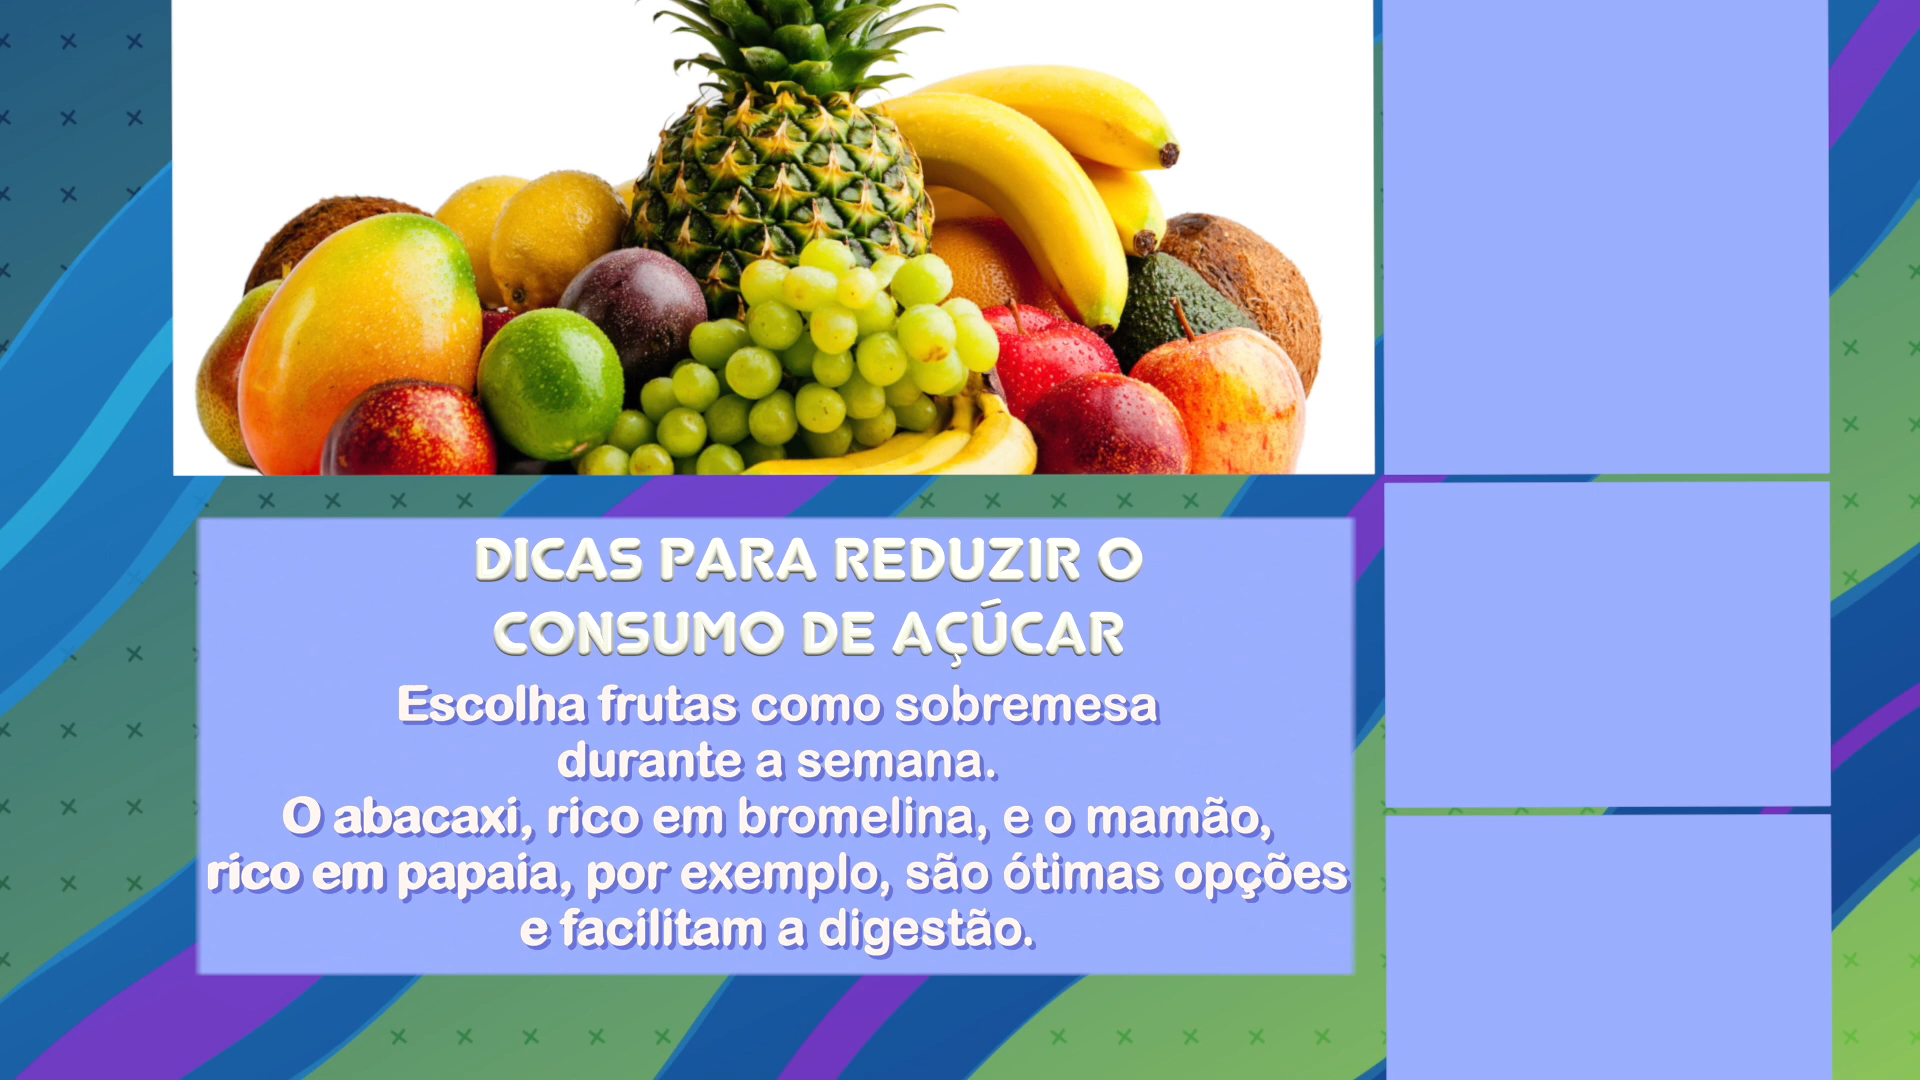 DICAS PARA REDUZIR O
CONSUMO DE AÇÚCAR
Escolha frutas como sobremesa
durante a semana.
O abacaxi, rico em bromelina, e o mamão,
rico em papaia, por exemplo, são ótimas opções
e facilitam a digestão.